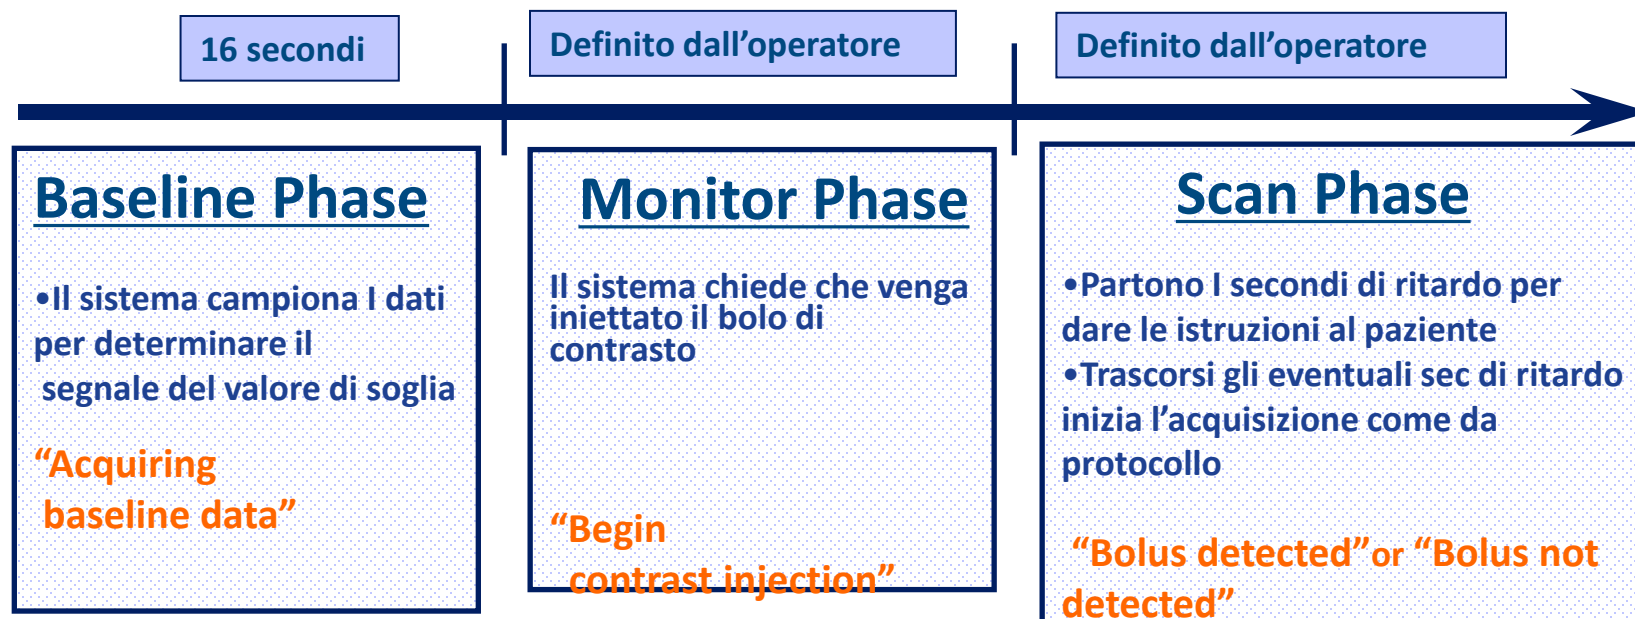 16 secondi
Definito dall’operatore
Definito dall’operatore
Baseline Phase
•Il sistema campiona I dati
per determinare il
segnale del valore di soglia
“Acquiring
baseline data”
Monitor Phase
Il sistema chiede che venga
iniettato il bolo di
contrasto
“Begin
contrast injection”
Scan Phase
•Partono I secondi di ritardo per
dare le istruzioni al paziente
•Trascorsi gli eventuali sec di ritardo
inizia l’acquisizione come da
protocollo
“Bolus detected”or “Bolus not
detected”